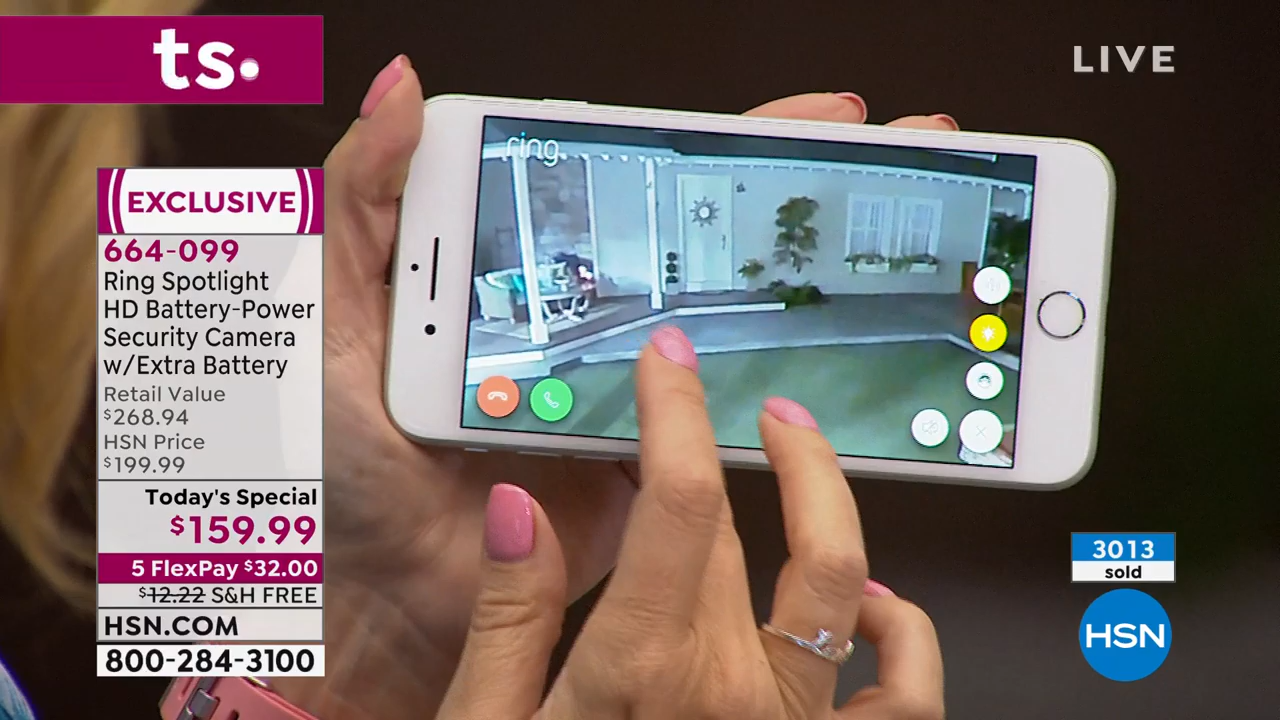 ts.
LIVE
ring
EXCLUSIVE
664-099
Ring Spotlight
HD Battery-Power
Security Camera
w/Extra Battery
Retail Value
$268.94
HSN Price
$199.99
Today's Special
$159.99
5 FlexPay $32.00
$12.22 S&H FREE
HSN.COM
800-284-3100
3013
sold
HSN